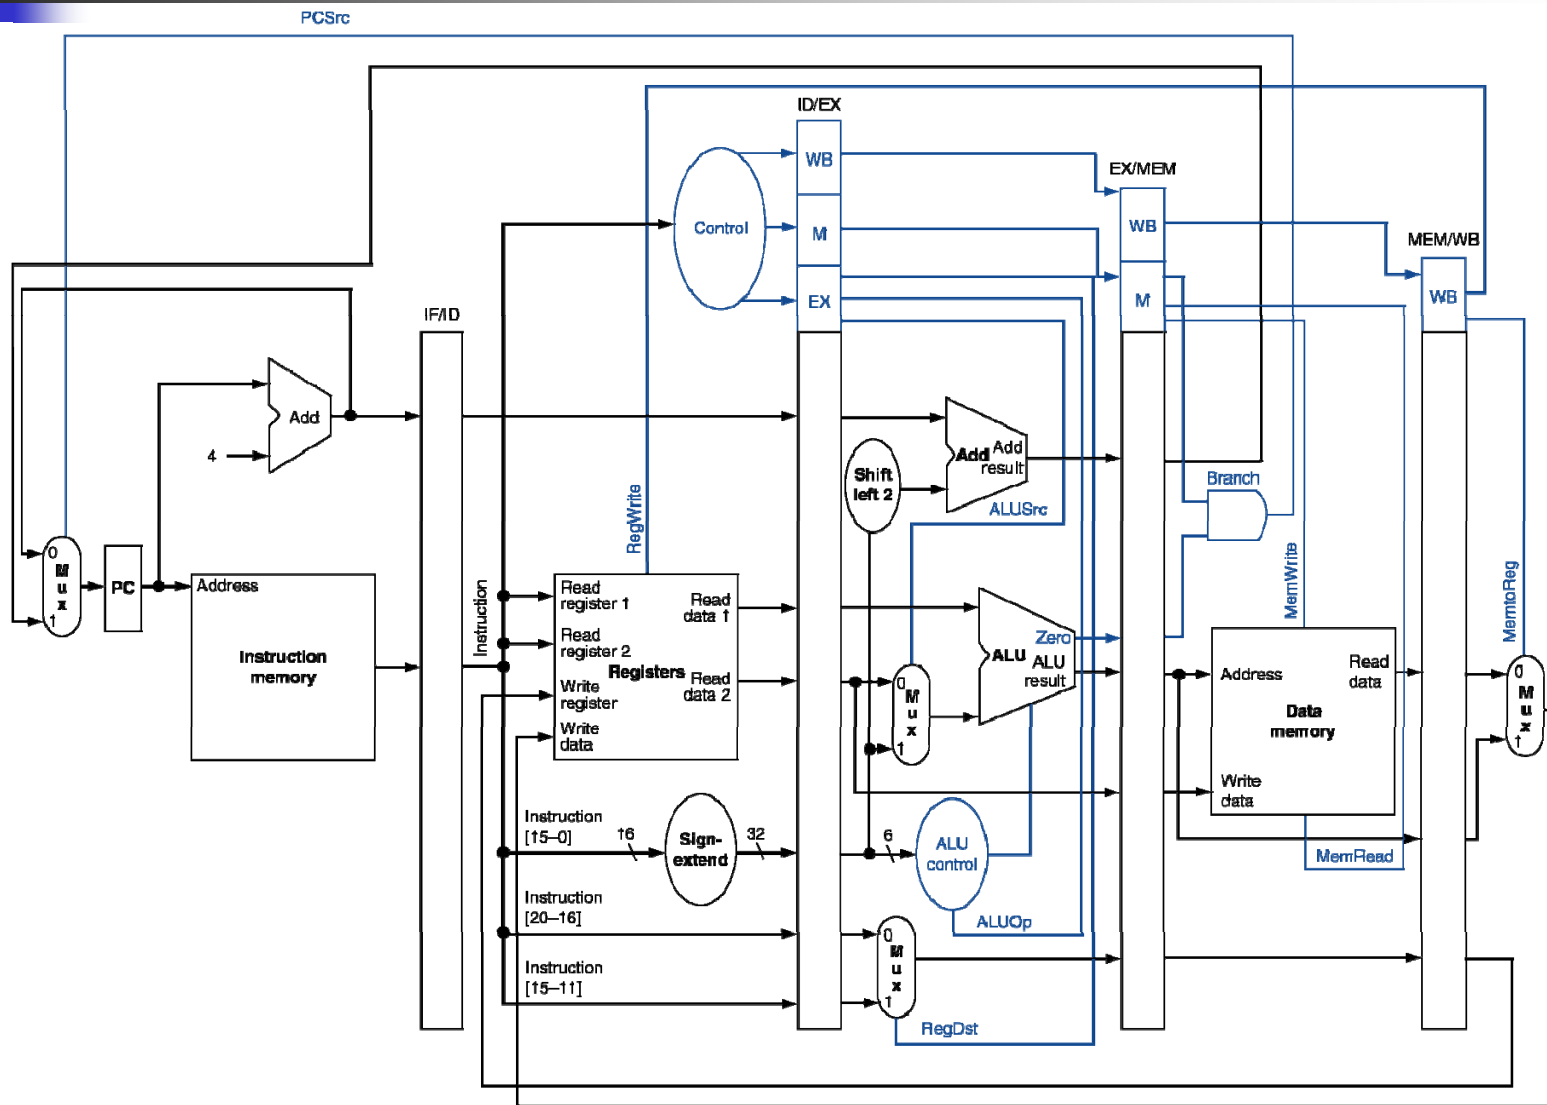 PCSrc
ID/EX
WB
EX/MEM
Control
M
WB
MEM/WB
EX
M
WB
IF/ID
Add
4
Shift
left 2
Add
Add
result
ALUSrc
Branch
RegWrite
MemWrite
MemtoReg
0
M
u
x
1
PC
Address
Instruction
memory
Instruction
Read
register 1
Read
register 2
Write
register
Write
data
Registers
Read
data 1
Read
data 2
0
M
u
x
1
Zero
ALU
ALU
result
Address
Read
data
Data
memory
Write
data
0
M
u
x
1
Instruction
[15–0]
16
Sign-
extend
32
6
ALU
control
MemRead
Instruction
[20–16]
ALUOp
0
M
u
x
1
Instruction
[15–11]
RegDst